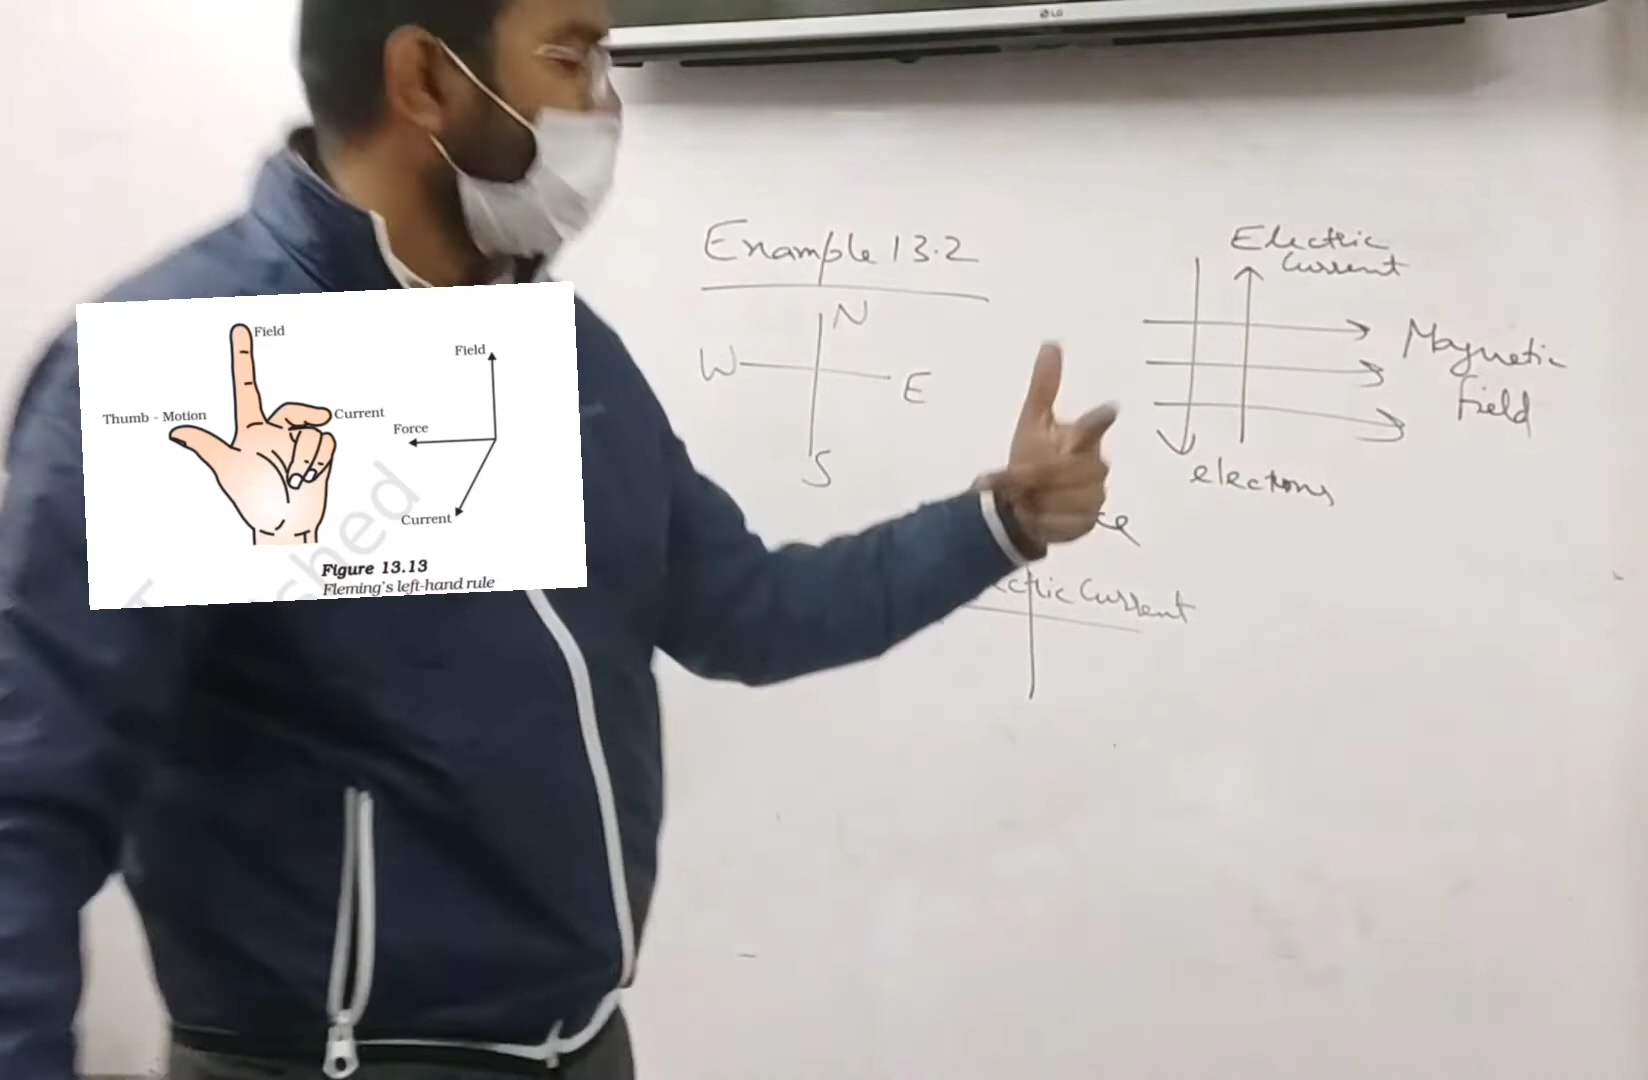 LG
Example 13.2
N
W
E
S
Electric
Current
Magnetic
field
electrons
ctric Current
Field
Thumb - Motion
Current
Field
Force
Current
Figure 13.13
Fleming's left-hand rule
shed